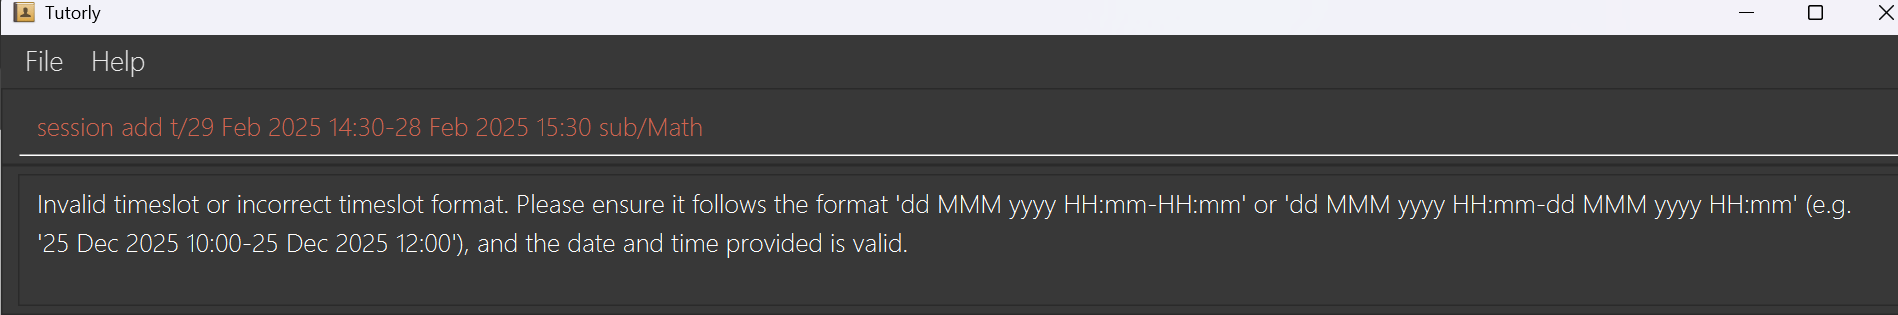 Tutorly
File Help
session add t/29 Feb 2025 14:30-28 Feb 2025 15:30 sub/Math
Invalid timeslot or incorrect timeslot format. Please ensure it follows the format 'dd MMM yyyy HH:mm-HH:mm' or 'dd MMM yyyy HH:mm-dd MMM yyyy HH:mm' (e.g.
'25 Dec 2025 10:00-25 Dec 2025 12:00'), and the date and time provided is valid.